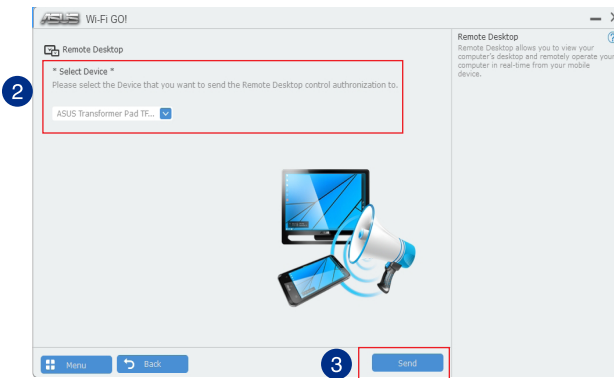 ASUS Wi-Fi GO!
Remote Desktop
* Select Device *
Please select the Device that you want to send the Remote Desktop control authronization to.
2
ASUS Transformer Pad TF...
3
Menu
Back
Send
Remote Desktop
Remote Desktop allows you to view your
computer's desktop and remotely operate your
computer in real-time from your mobile
device.